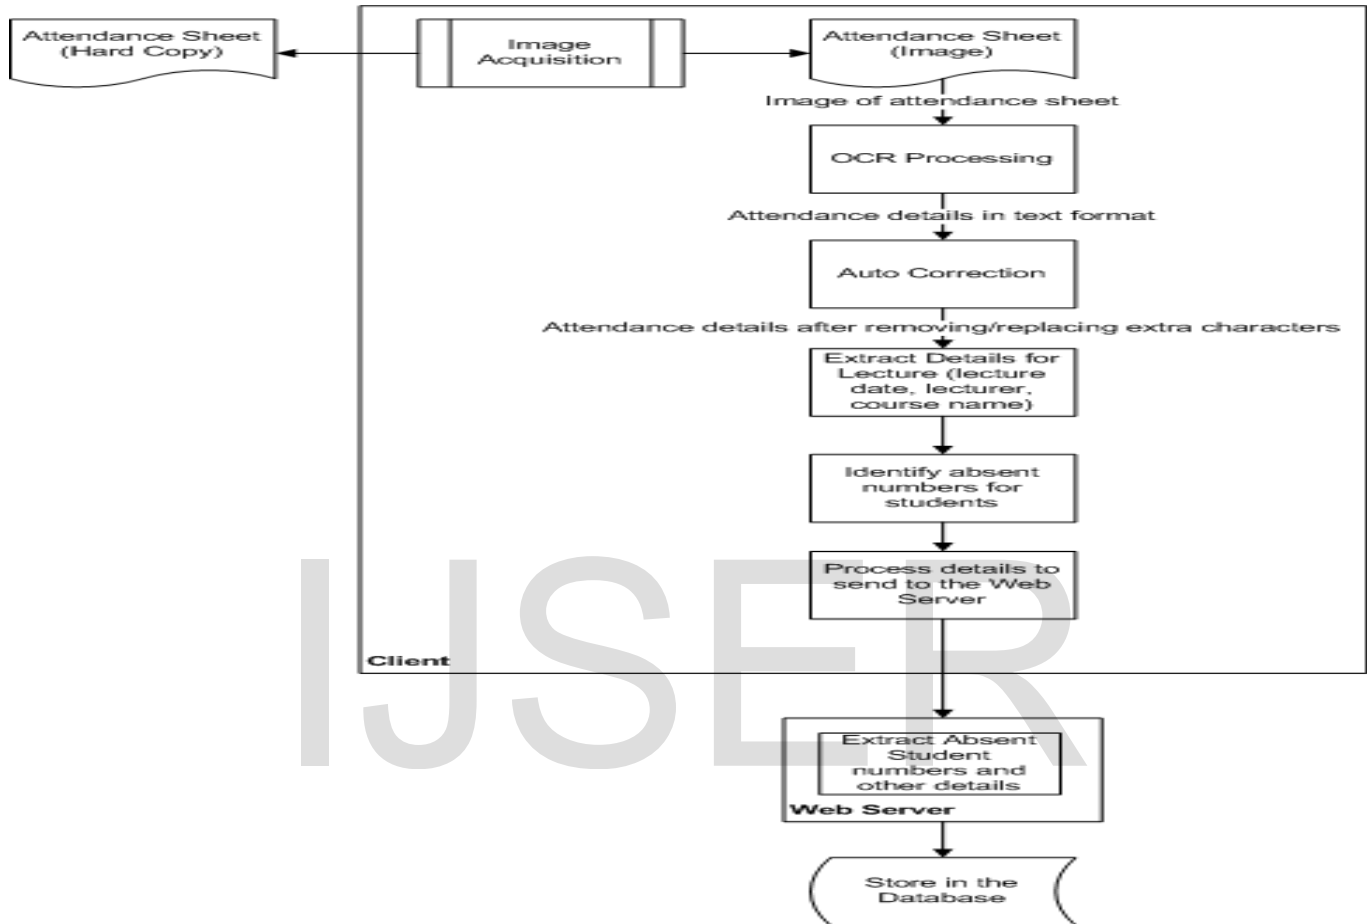 Attendance Sheet
(Hard Copy)
Image
Acquisition
Attendance Sheet
(Image)
Image of attendance sheet
OCR Processing
Attendance details in text format
Auto Correction
Attendance details after removing/replacing extra characters
Extract Details for
Lecture (lecture
date, lecturer,
course name)
Identify absent
numbers for
students
Process details to
send to the Web
Server
Client
IJSER
Extract Absent
Student
numbers and
other details
Web Server
Store in the
Database